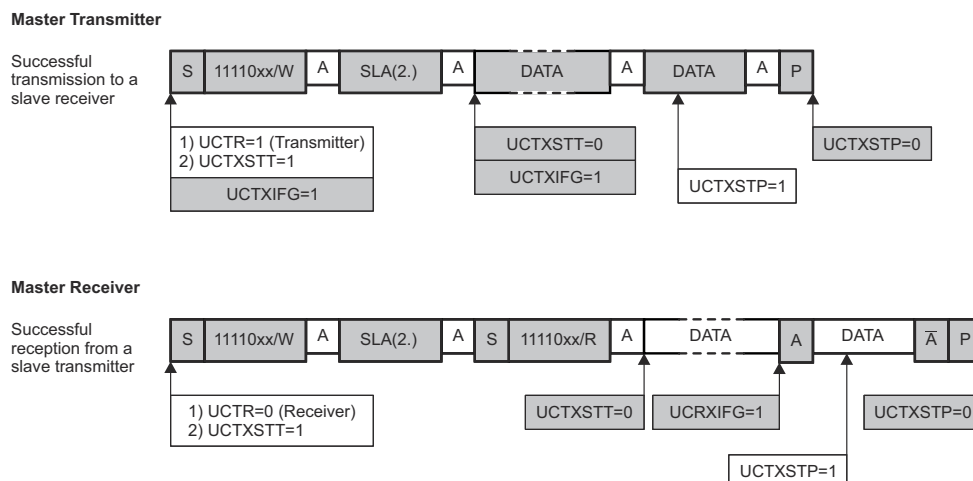 Master Transmitter
Successful
transmission to a
slave receiver
S 11110xx/W A SLA(2.) A DATA A DATA A P
1) UCTR=1 (Transmitter)
2) UCTXSTT=1
UCTXIFG=1
UCTXSTT=0
UCTXIFG=1
UCTXSTP=1
UCTXSTP=0
Master Receiver
Successful
reception from a
slave transmitter
S 11110xx/W A SLA(2.) A S 11110xx/R A DATA A DATA A̅ P
1) UCTR=0 (Receiver)
2) UCTXSTT=1
UCTXSTT=0
UCRXIFG=1
UCTXSTP=1
UCTXSTP=0